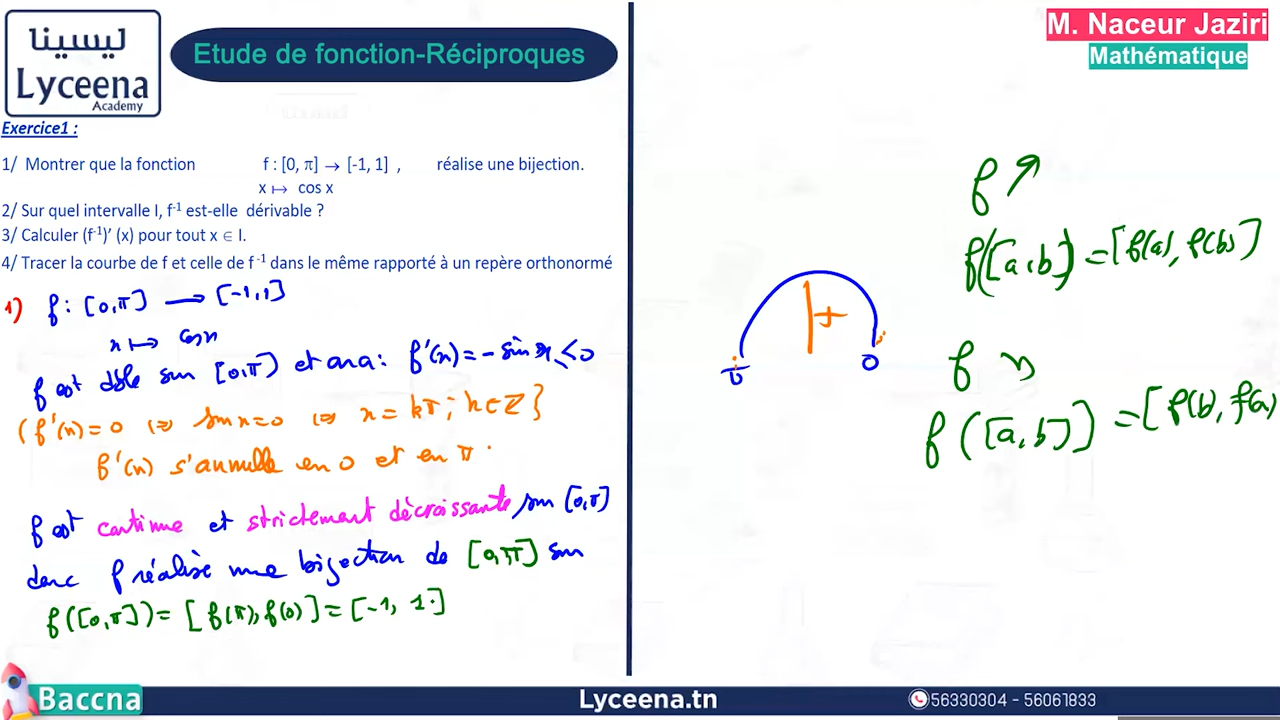 ليسينا
Lyceena
Academy
Etude de fonction-Réciproques
M. Naceur Jaziri
Mathématique
Exercice1 :
1/ Montrer que la fonction f : [0, π] → [-1, 1] , réalise une bijection.
x ↦ cos x
2/ Sur quel intervalle I, f⁻¹ est-elle dérivable ?
3/ Calculer (f⁻¹)' (x) pour tout x ∈ I.
4/ Tracer la courbe de f et celle de f⁻¹ dans le même rapporté à un repère orthonormé
1) f : [0,π] → [-1,1]
x ↦ cosx
f est dble sur [0,π] et on a : f'(x) = - sin x ≤ 0
(f'(x) = 0 ⇔ sin x = 0 ⇔ x = kπ ; k ∈ ℤ }
f'(x) s'annulle en 0 et en π .
f est continue et strictement décroissante sur [0,π]
donc f réalise une bijection de [0,π] sur
f([0,π]) = [f(π), f(0)] = [-1, 1.]
π
+
0
f ↗
f([a,b]) = [f(a), f(b)]
f ↘
f([a,b]) = [f(b), f(a)
Baccna
Lyceena.tn
56330304 - 56061833